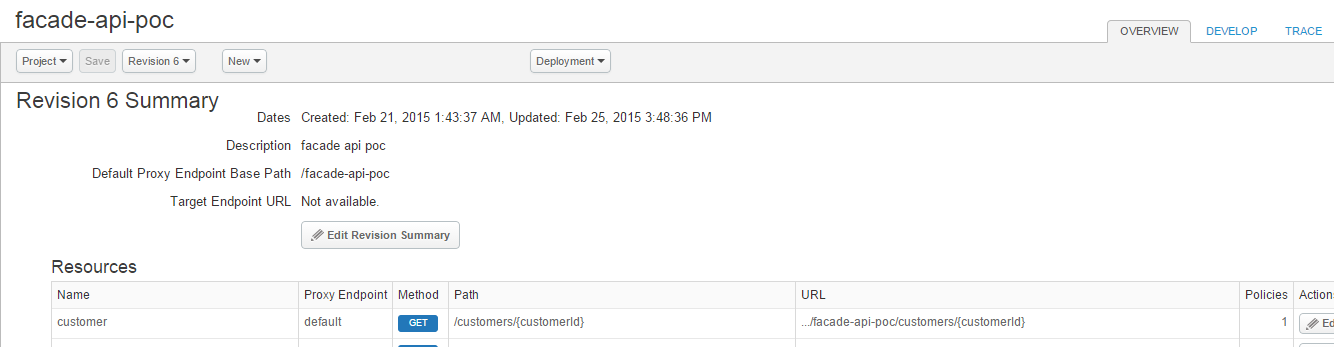 facade-api-poc
OVERVIEW DEVELOP TRACE
Project Save Revision 6 New Deployment
Revision 6 Summary
Dates Created: Feb 21, 2015 1:43:37 AM, Updated: Feb 25, 2015 3:48:36 PM
Description facade api poc
Default Proxy Endpoint Base Path /facade-api-poc
Target Endpoint URL Not available.
Edit Revision Summary
Resources
Name Proxy Endpoint Method Path URL Policies Actions
customer default GET /customers/{customerId} .../facade-api-poc/customers/{customerId} 1 Ed